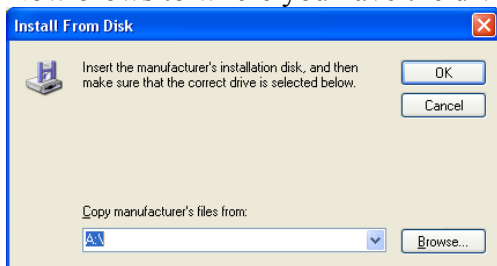 Install From Disk
Insert the manufacturer's installation disk, and then
make sure that the correct drive is selected below.
OK
Cancel
Copy manufacturer's files from:
A:\
Browse...